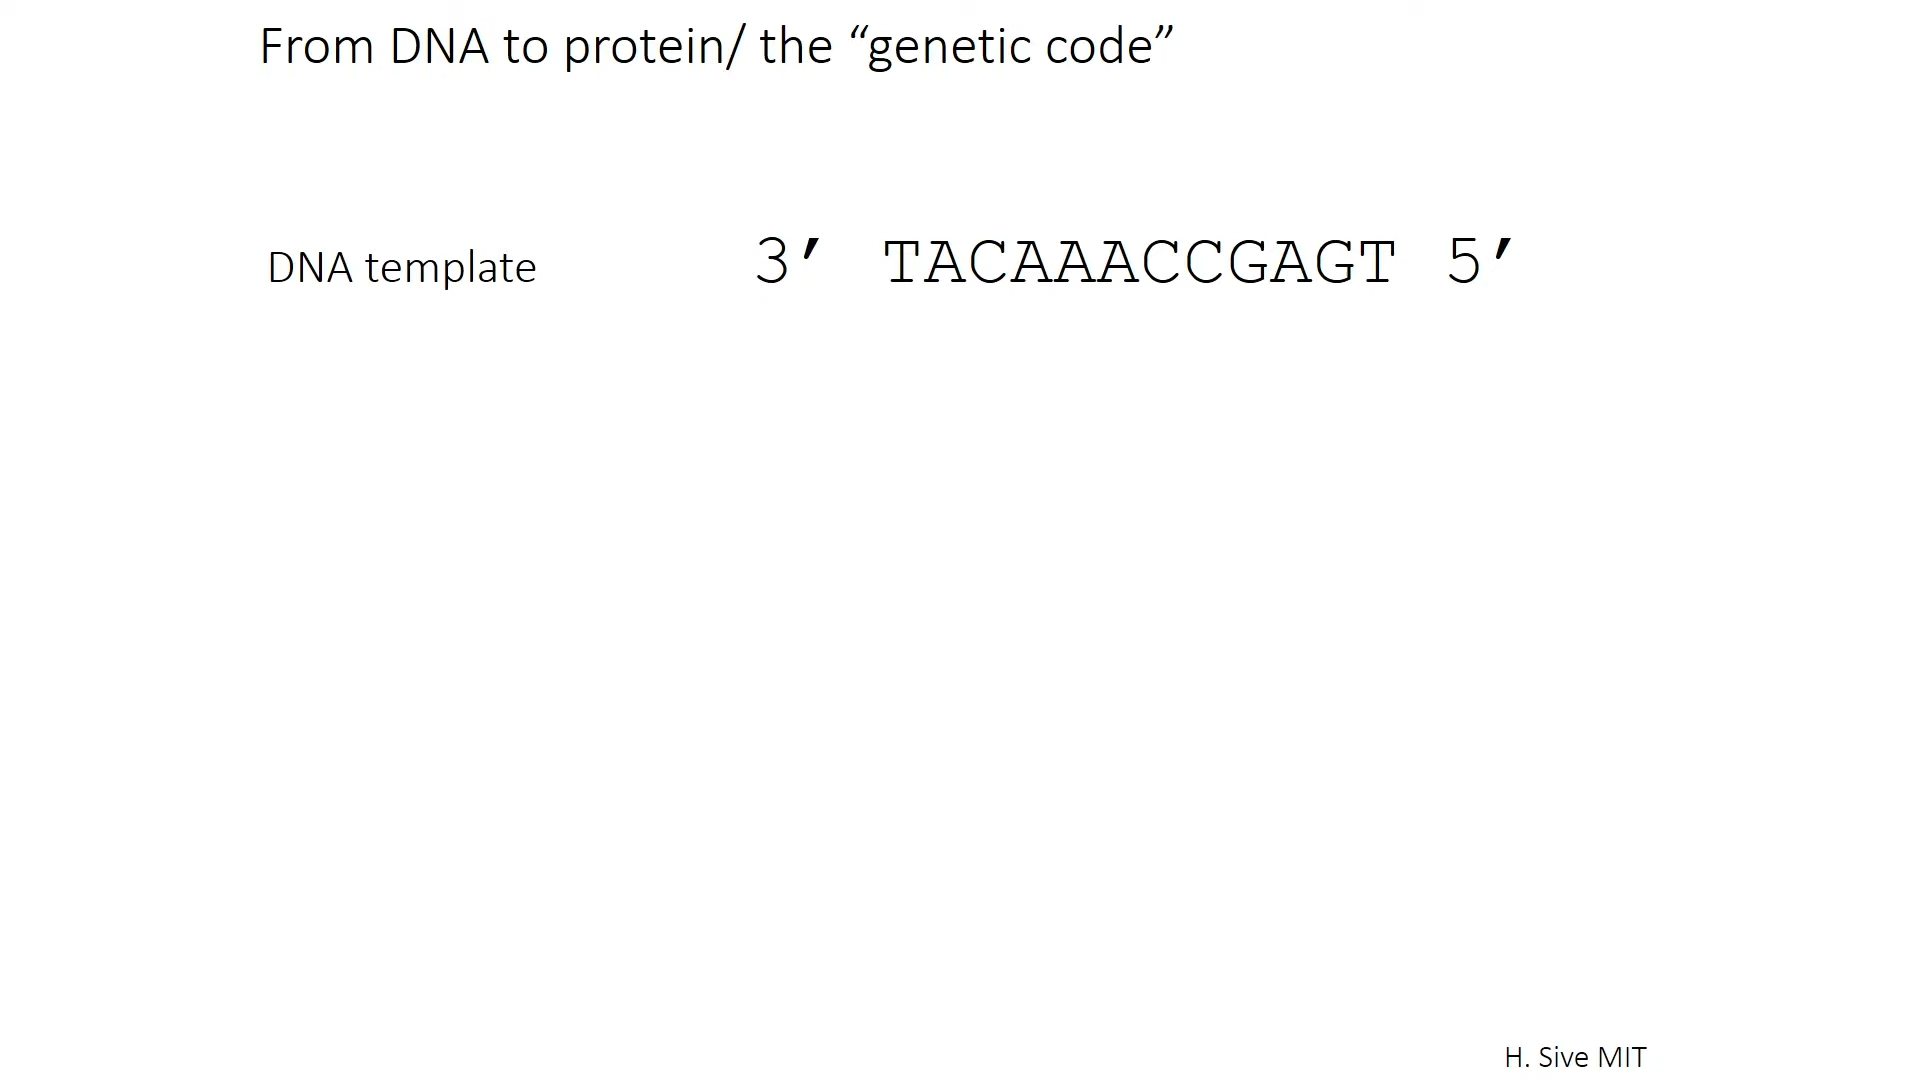 From DNA to protein/ the “genetic code”
DNA template 3′ TACAAACCGAGT 5′
H. Sive MIT